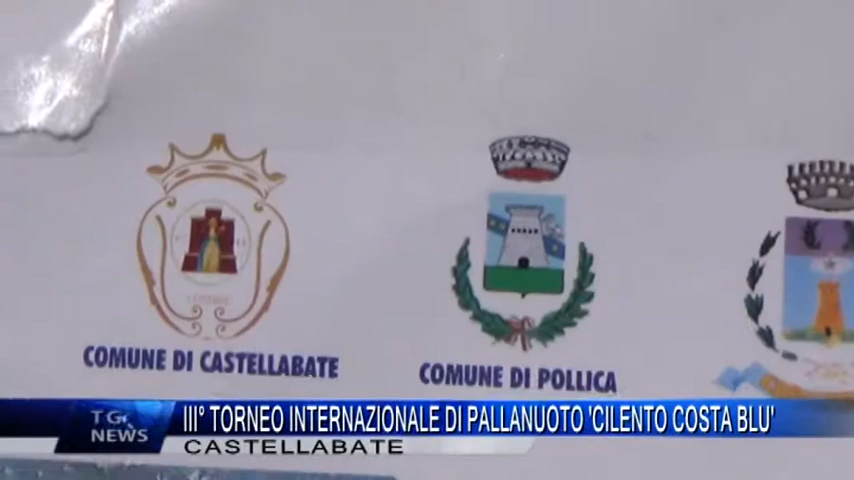 COMUNE DI CASTELLABATE
COMUNE DI POLLICA
TG NEWS
III° TORNEO INTERNAZIONALE DI PALLANUOTO 'CILENTO COSTA BLU'
CASTELLABATE